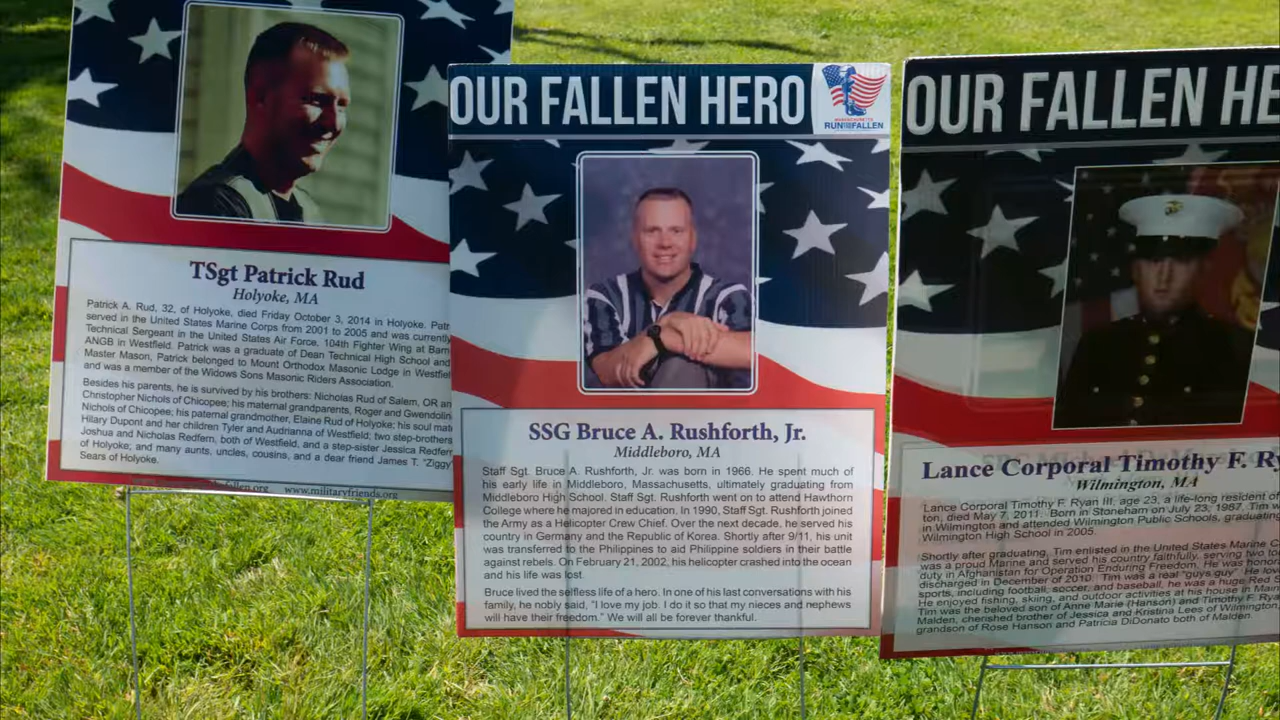 TSgt Patrick Rud
Holyoke, MA
Patrick A. Rud, 32, of Holyoke, died Friday October 3, 2014 in Holyoke.
served in the United States Marine Corps from 2001 to 2005 and was currently
Technical Sergeant in the United States Air Force, 104th Fighter Wing at
ANGB in Westfield. Patrick was a graduate of Dean Technical High School and
Master Mason, Patrick belonged to Mount Orthodox Masonic Lodge in
and was a member of the Widows Sons Masonic Riders Association.
Besides his parents, he is survived by his brothers: Nicholas Rud of Salem, OR
Christopher Nichols of Chicopee; his maternal grandparents, Roger and
Nichols of Chicopee; his paternal grandmother, Elaine Rud of Holyoke; his soul
Hilary Dupont and her children Tyler and Audrianna of Westfield; two step-brothers
Joshua and Nicholas Redfern, both of Westfield, and a step-sister Jessica Redfern
of Holyoke; and many aunts, uncles, cousins, and a dear friend James T. "Ziggy
Sears of Holyoke.
www.militaryfriends.org
OUR FALLEN HERO
MASSACHUSETTS
RUN FOR THE FALLEN
SSG Bruce A. Rushforth, Jr.
Middleboro, MA
Staff Sgt. Bruce A. Rushforth, Jr. was born in 1966. He spent much of
his early life in Middleboro, Massachusetts, ultimately graduating from
Middleboro High School. Staff Sgt. Rushforth went on to attend Hawthorn
College where he majored in education. In 1990, Staff Sgt. Rushforth joined
the Army as a Helicopter Crew Chief. Over the next decade, he served his
country in Germany and the Republic of Korea. Shortly after 9/11, his unit
was transferred to the Philippines to aid Philippine soldiers in their battle
against rebels. On February 21, 2002, his helicopter crashed into the ocean
and his life was lost.
Bruce lived the selfless life of a hero. In one of his last conversations with his
family, he nobly said, "I love my job. I do it so that my nieces and nephews
will have their freedom." We will all be forever thankful.
OUR FALLEN HE
Lance Corporal Timothy F. R
Wilmington, MA
Lance Corporal Timothy F. Ryan III, age 23, a life-long resident of
ton, died May 7, 2011. Born in Stoneham on July 23, 1987, Tim
in Wilmington and attended Wilmington Public Schools, graduating
Wilmington High School in 2005.
Shortly after graduating, Tim enlisted in the United States Marine
was a proud Marine and served his country faithfully, serving two
duty in Afghanistan for Operation Enduring Freedom. He was
discharged in December of 2010. Tim was a real "guys guy" He
sports, including football, soccer, and baseball, he was a huge Red
He enjoyed fishing, skiing, and outdoor activities at his house in
Tim was the beloved son of Anne Marie (Hanson) and Timothy F.
Malden, cherished brother of Jessica and Kristina Lees of Wilmington
grandson of Rose Hanson and Patricia DiDonato both of Malden.